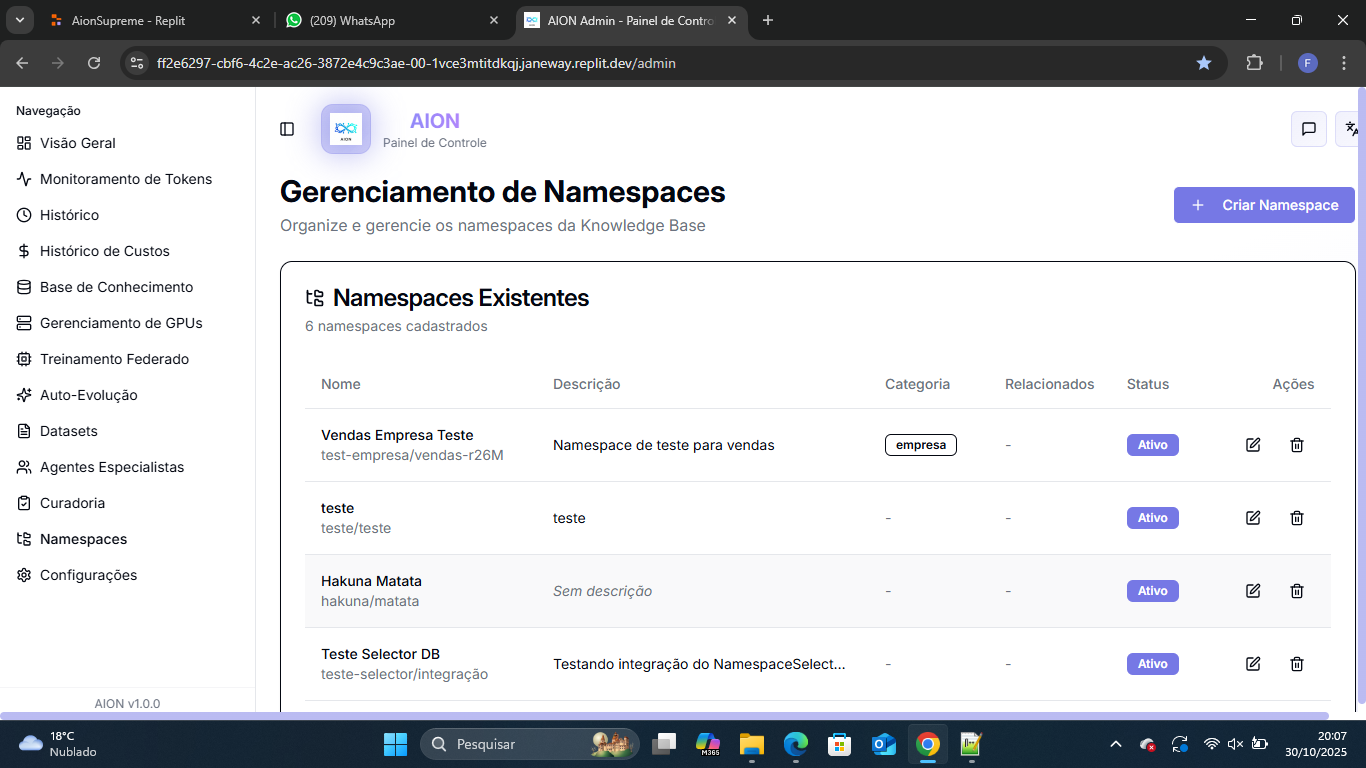 AionSupreme - Replit
(209) WhatsApp
AION Admin - Painel de Contro
ff2e6297-cbf6-4c2e-ac26-3872e4c9c3ae-00-1vce3mtitdkqj.janeway.replit.dev/admin
F
Navegação
Visão Geral
Monitoramento de Tokens
Histórico
Histórico de Custos
Base de Conhecimento
Gerenciamento de GPUs
Treinamento Federado
Auto-Evolução
Datasets
Agentes Especialistas
Curadoria
Namespaces
Configurações
AION v1.0.0
AION
AION
Painel de Controle
Gerenciamento de Namespaces
Organize e gerencie os namespaces da Knowledge Base
Criar Namespace
Namespaces Existentes
6 namespaces cadastrados
Nome Descrição Categoria Relacionados Status Ações
Vendas Empresa Teste
test-empresa/vendas-r26M
Namespace de teste para vendas
empresa
-
Ativo
teste
teste/teste
teste
-
-
Ativo
Hakuna Matata
hakuna/matata
Sem descrição
-
-
Ativo
Teste Selector DB
teste-selector/integração
Testando integração do NamespaceSelect...
-
-
Ativo
18°C
Nublado
Pesquisar
M365
20:07
30/10/2025